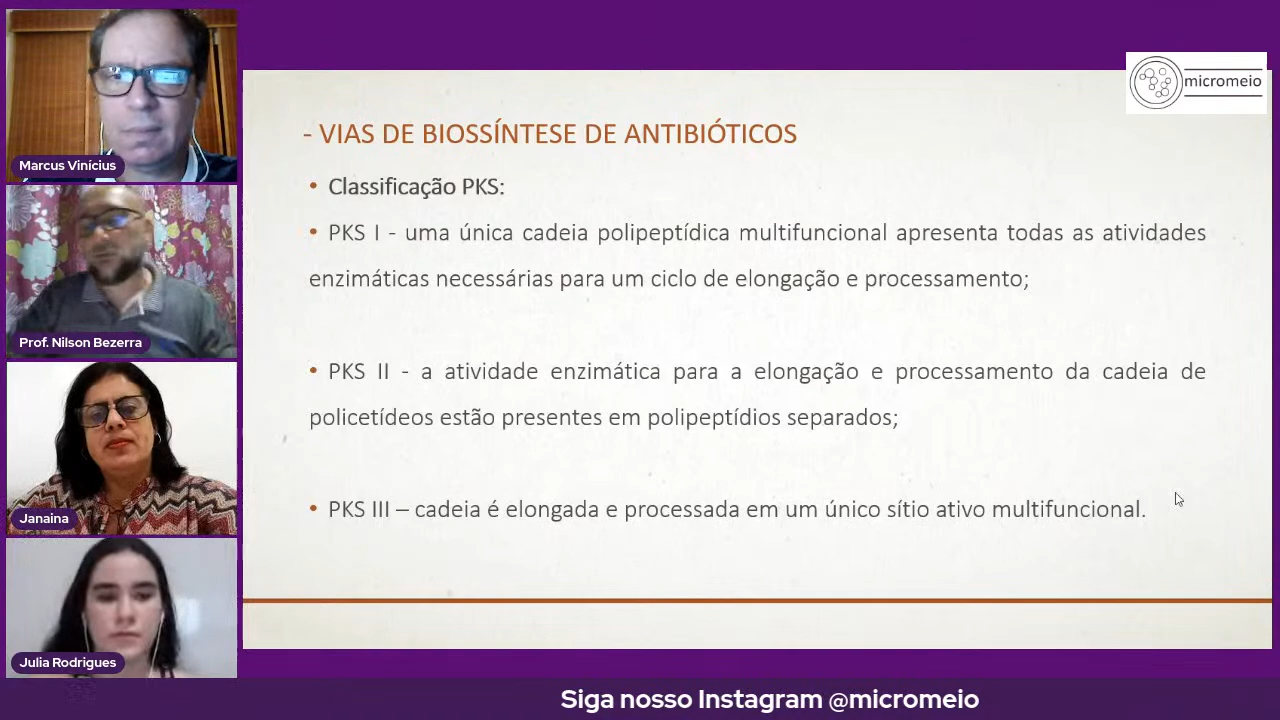 Marcus Vinícius
Prof. Nilson Bezerra
Janaina
Julia Rodrigues
micromeio
- VIAS DE BIOSSÍNTESE DE ANTIBIÓTICOS
• Classificação PKS:
• PKS I - uma única cadeia polipeptídica multifuncional apresenta todas as atividades
enzimáticas necessárias para um ciclo de elongação e processamento;
• PKS II - a atividade enzimática para a elongação e processamento da cadeia de
policetídeos estão presentes em polipeptídios separados;
• PKS III – cadeia é elongada e processada em um único sítio ativo multifuncional.
Siga nosso Instagram @micromeio